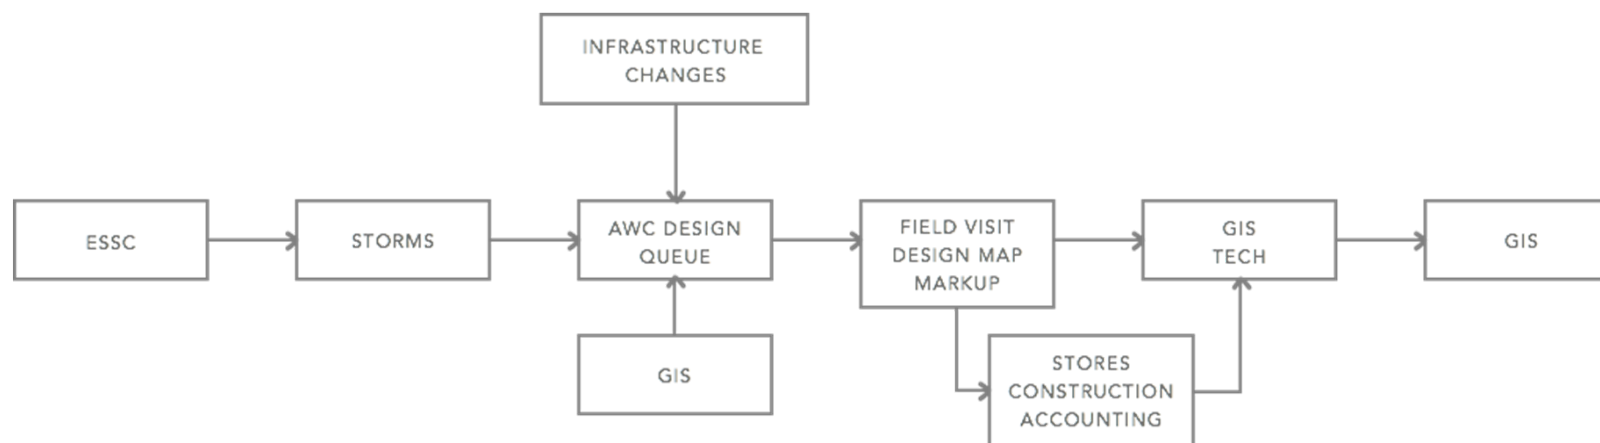 INFRASTRUCTURE
CHANGES
ESSC
STORMS
AWC DESIGN
QUEUE
FIELD VISIT
DESIGN MAP
MARKUP
GIS
TECH
GIS
GIS
STORES
CONSTRUCTION
ACCOUNTING